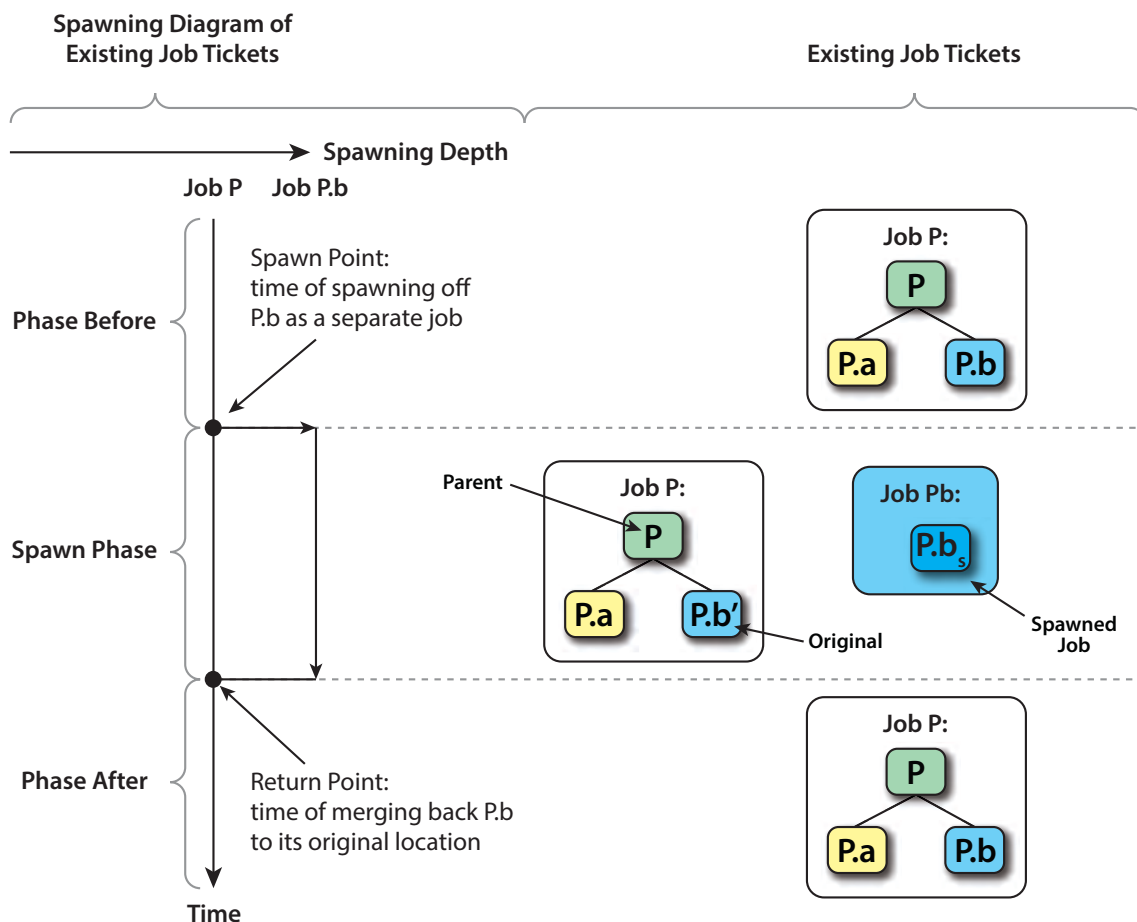 Spawning Diagram of
Existing Job Tickets
Existing Job Tickets
Spawning Depth
Job P
Job P.b
Spawn Point:
time of spawning off
P.b as a separate job
Phase Before
Job P:
P
P.a
P.b
Parent
Job P:
P
P.a
P.b’
Original
Job Pb:
P.bs
Spawned
Job
Spawn Phase
Return Point:
time of merging back P.b
to its original location
Phase After
Job P:
P
P.a
P.b
Time